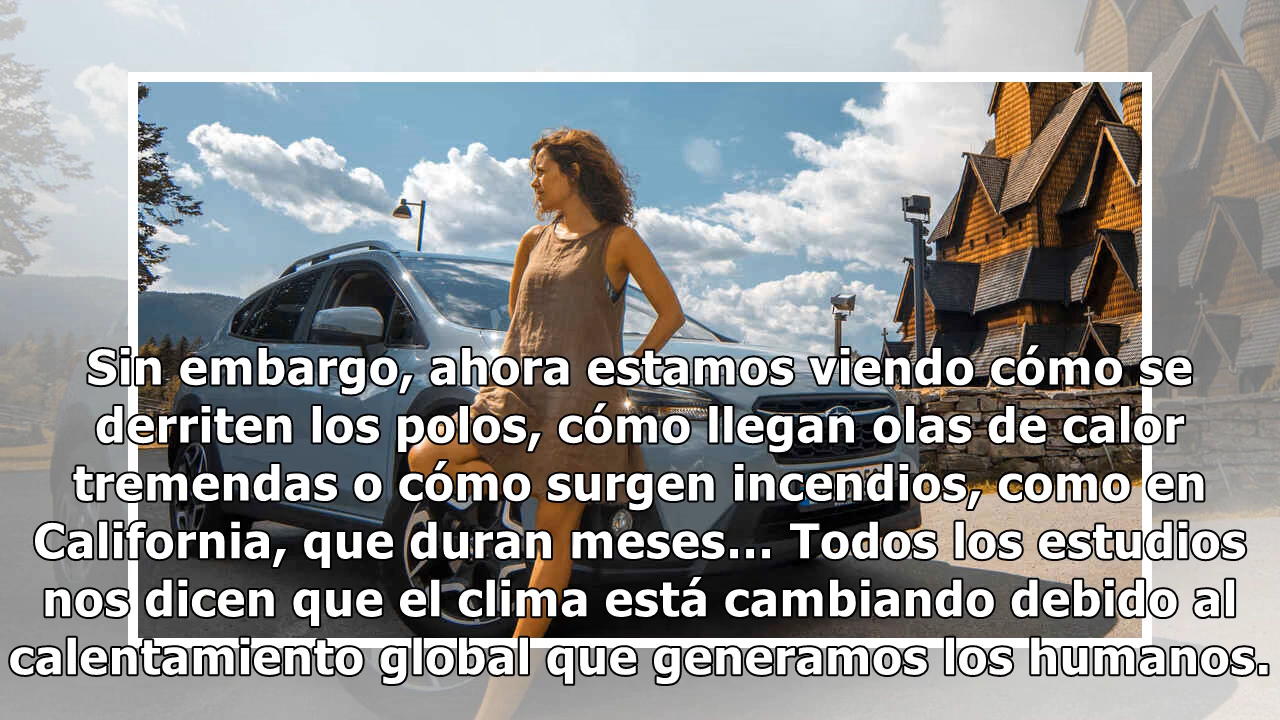 Sin embargo, ahora estamos viendo cómo se
derriten los polos, cómo llegan olas de calor
tremendas o cómo surgen incendios, como en
California, que duran meses... Todos los estudios
nos dicen que el clima está cambiando debido al
calentamiento global que generamos los humanos.